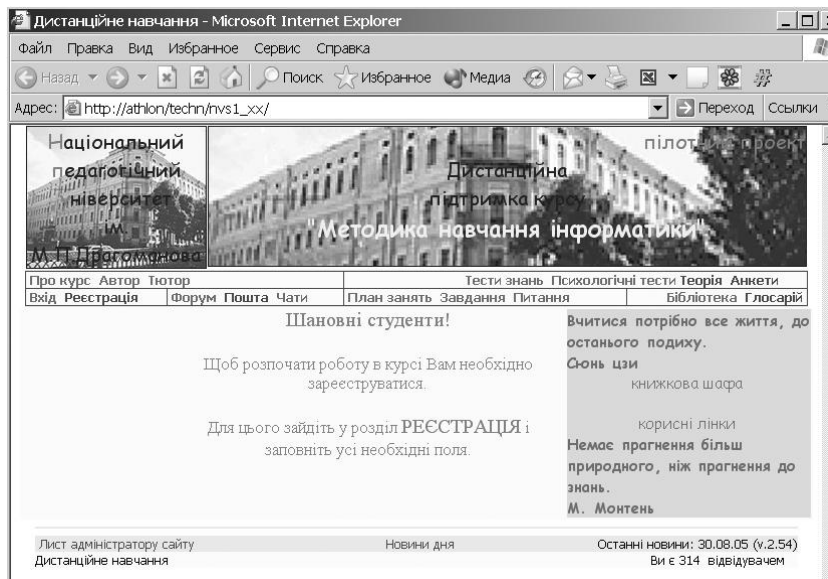 Дистанційне навчання - Microsoft Internet Explorer
Файл Правка Вид Избранное Сервис Справка
Назад Поиск Избранное Медиа
Адрес: http://athlon/techn/nvs1_xx/ Переход Ссылки
Національний
педагогічний
ніверситет
ім.
М.П.Драгоманова
пілотний проект
Дистанційна
підтримка курсу
"Методика навчання інформатики"
Про курс Автор Тютор Тести знань Психологічні тести Теорія Анкети
Вхід Реєстрація Форум Пошта Чати План занять Завдання Питання Бібліотека Глосарій
Шановні студенти!
Щоб розпочати роботу в курсі Вам необхідно
зареєструватися.
Для цього зайдіть у розділ РЕЄСТРАЦІЯ і
заповніть усі необхідні поля.
Вчитися потрібно все життя, до
останього подиху.
Сюнь цзи
книжкова шафа
корисні лінки
Немає прагнення більш
природного, ніж прагнення до
знань.
М. Монтень
Лист адміністратору сайту Новини дня Останні новини: 30.08.05 (v.2.54)
Дистанційне навчання Ви є 314 відвідувачем